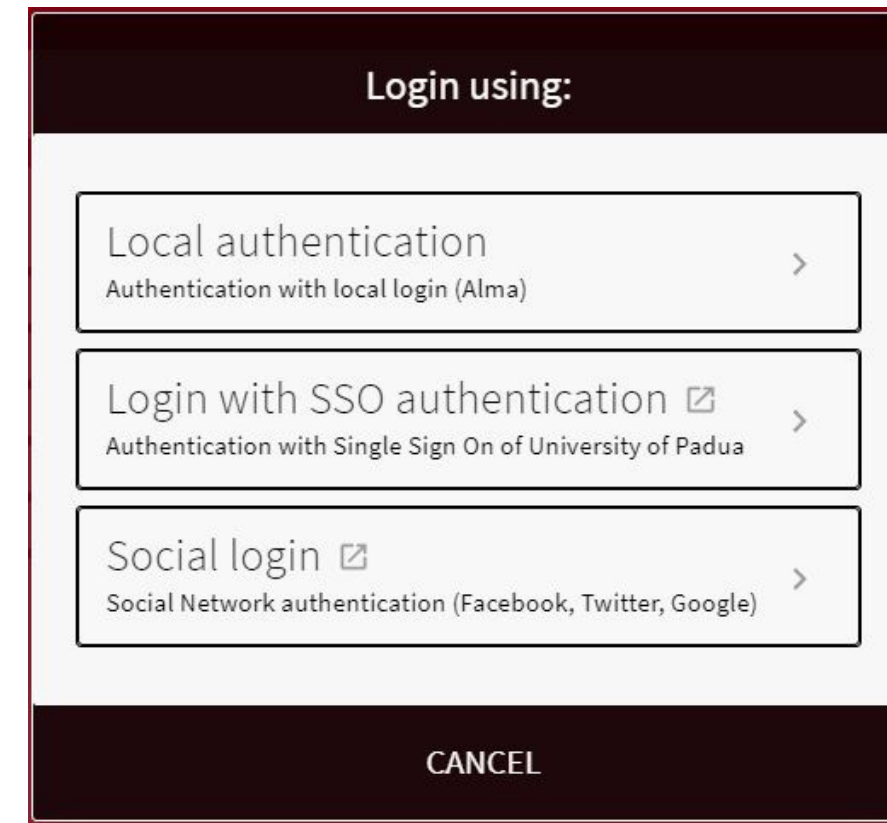 Login using:
Local authentication
Authentication with local login (Alma)
Login with SSO authentication
Authentication with Single Sign On of University of Padua
Social login
Social Network authentication (Facebook, Twitter, Google)
CANCEL